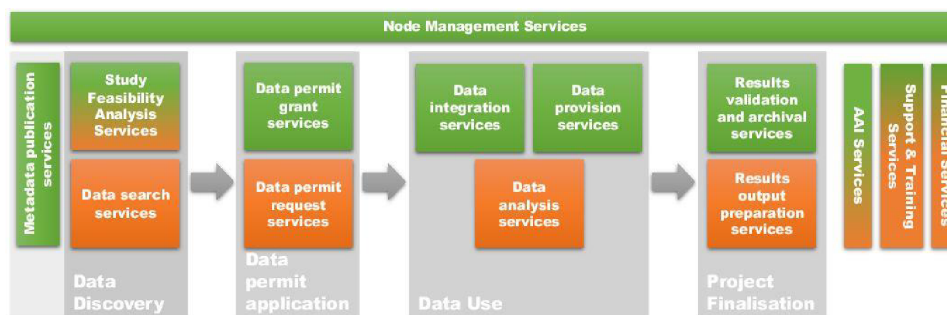 Node Management Services
Metadata publication
services
Study
Feasibility
Analysis
Services
Data search
services
Data
Discovery
Data permit
grant
services
Data permit
request
services
Data
permit
application
Data
integration
services
Data
provision
services
Data
analysis
services
Data Use
Results
validation
and archival
services
Results
output
preparation
services
Project
Finalisation
AAI Services
Support & Training
Services
Financial Services